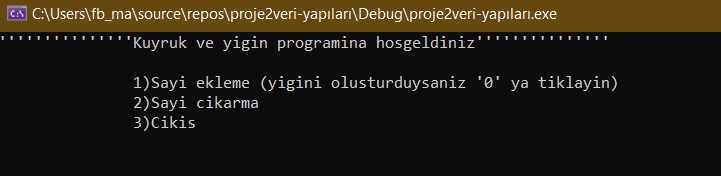 C:\Users\fb_ma\source\repos\proje2veri-yapıları\Debug\proje2veri-yapıları.exe
'''''''''''''''Kuyruk ve yigin programina hosgeldiniz'''''''''''''''
1)Sayi ekleme (yigini olusturduysaniz '0' ya tiklayin)
2)Sayi cikarma
3)Cikis